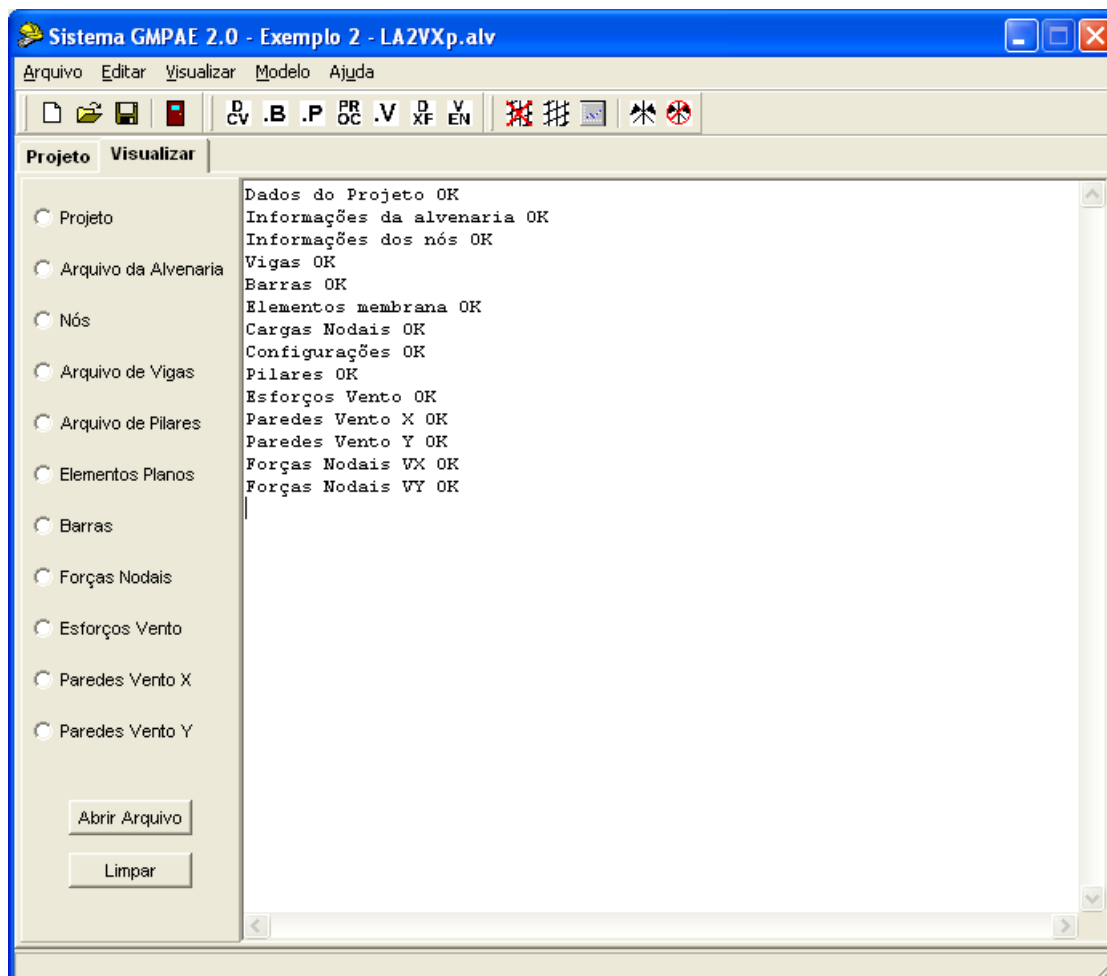 Sistema GMPAE 2.0 - Exemplo 2 - LA2VXp.alv
Arquivo Editar Visualizar Modelo Ajuda
D CV .B .P PR OC .V D XF V EN
Projeto Visualizar
Projeto
Arquivo da Alvenaria
Nós
Arquivo de Vigas
Arquivo de Pilares
Elementos Planos
Barras
Forças Nodais
Esforços Vento
Paredes Vento X
Paredes Vento Y
Abrir Arquivo
Limpar
Dados do Projeto OK
Informações da alvenaria OK
Informações dos nós OK
Vigas OK
Barras OK
Elementos membrana OK
Cargas Nodais OK
Configurações OK
Pilares OK
Esforços Vento OK
Paredes Vento X OK
Paredes Vento Y OK
Forças Nodais VX OK
Forças Nodais VY OK